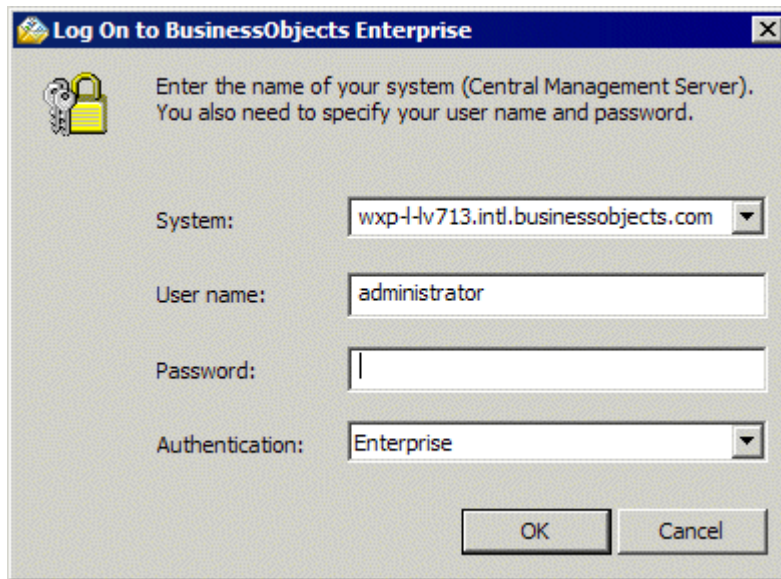 Log On to BusinessObjects Enterprise
Enter the name of your system (Central Management Server).
You also need to specify your user name and password.
System: wxp-l-lv713.intl.businessobjects.com
User name: administrator
Password:
Authentication: Enterprise
OK Cancel